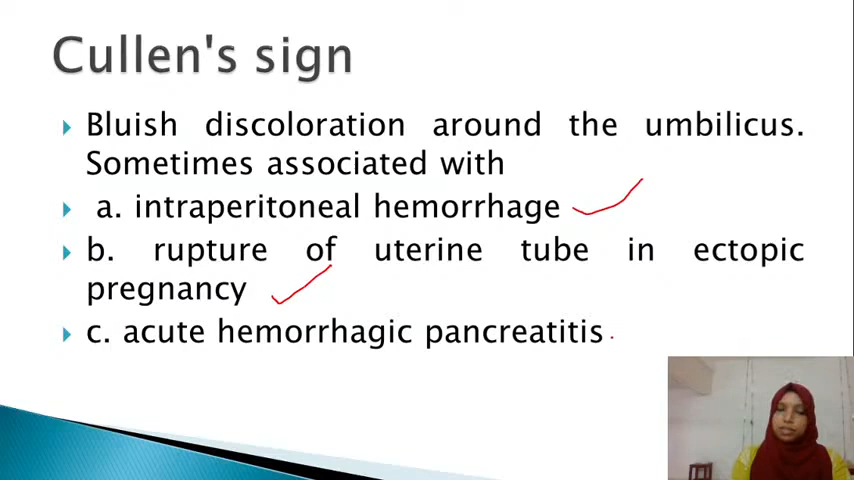 Cullen's sign
Bluish discoloration around the umbilicus.
Sometimes associated with
a. intraperitoneal hemorrhage
b. rupture of uterine tube in ectopic
pregnancy
c. acute hemorrhagic pancreatitis